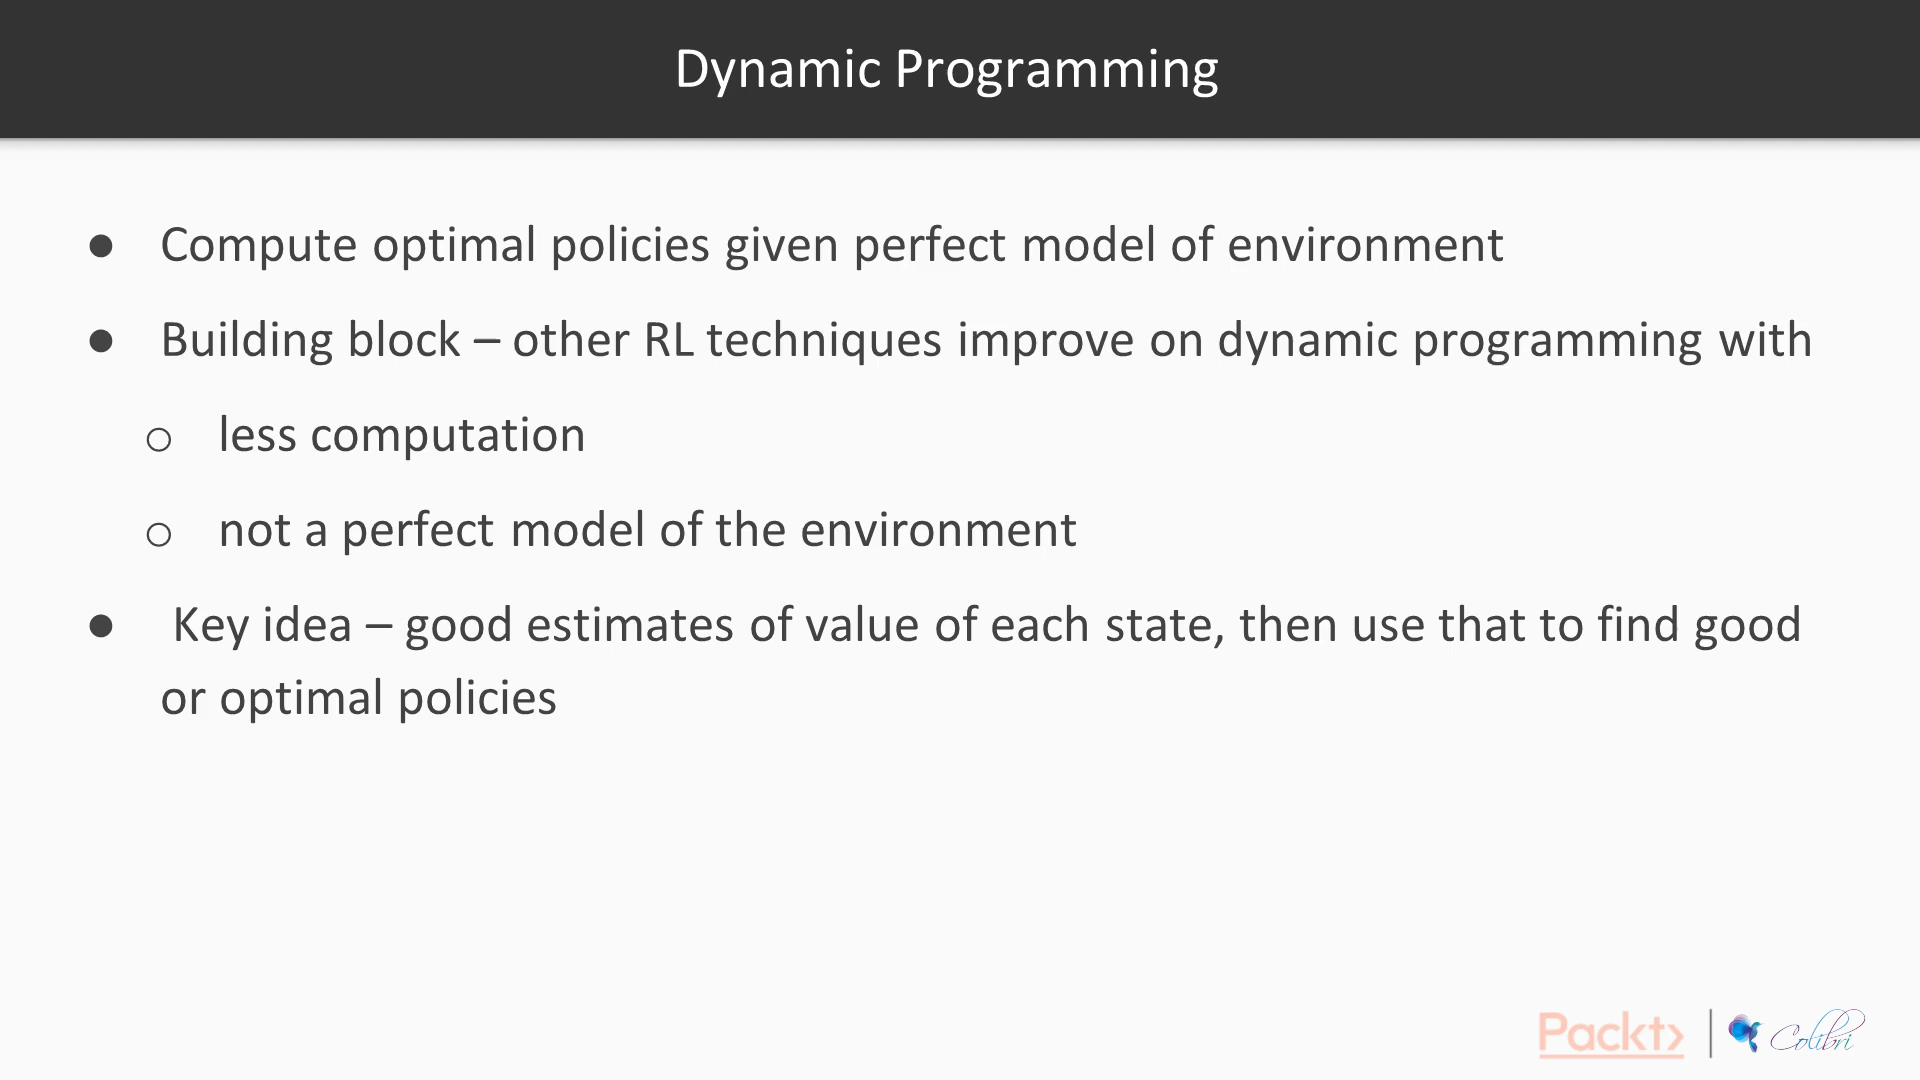 Dynamic Programming
● Compute optimal policies given perfect model of environment
● Building block – other RL techniques improve on dynamic programming with
○ less computation
○ not a perfect model of the environment
● Key idea – good estimates of value of each state, then use that to find good
or optimal policies
Packt> | Colibri